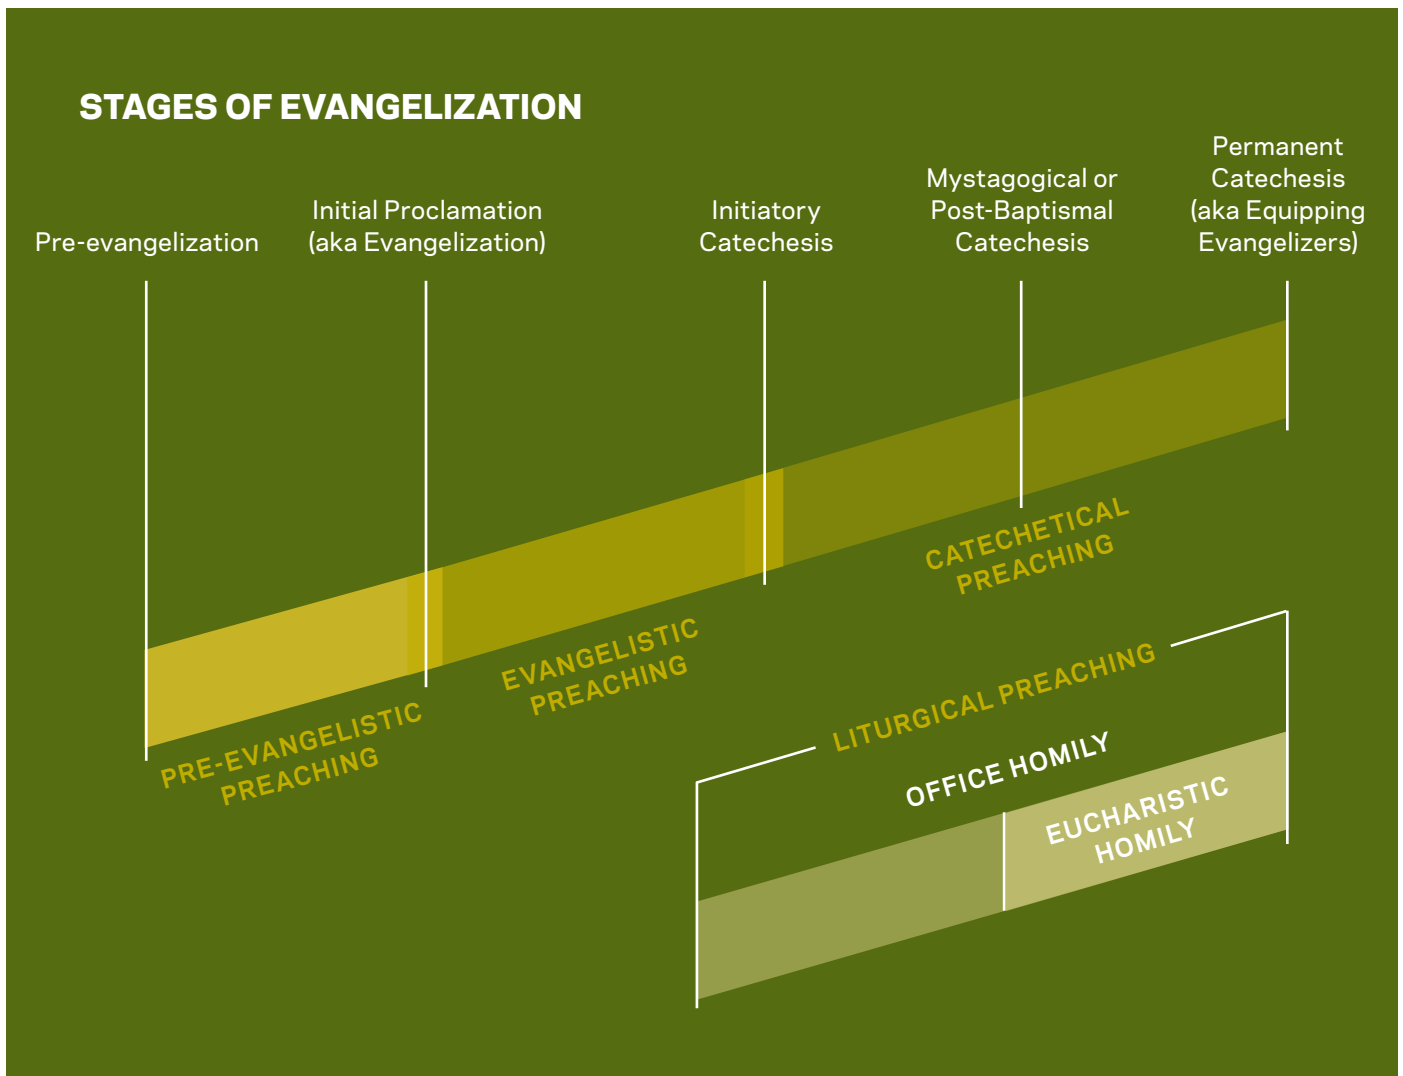 STAGES OF EVANGELIZATION
Pre-evangelization
Initial Proclamation
(aka Evangelization)
Initiatory
Catechesis
Mystagogical or
Post-Baptismal
Catechesis
Permanent
Catechesis
(aka Equipping
Evangelizers)
PRE-EVANGELISTIC
PREACHING
EVANGELISTIC
PREACHING
CATECHETICAL
PREACHING
LITURGICAL PREACHING
OFFICE HOMILY
EUCHARISTIC
HOMILY